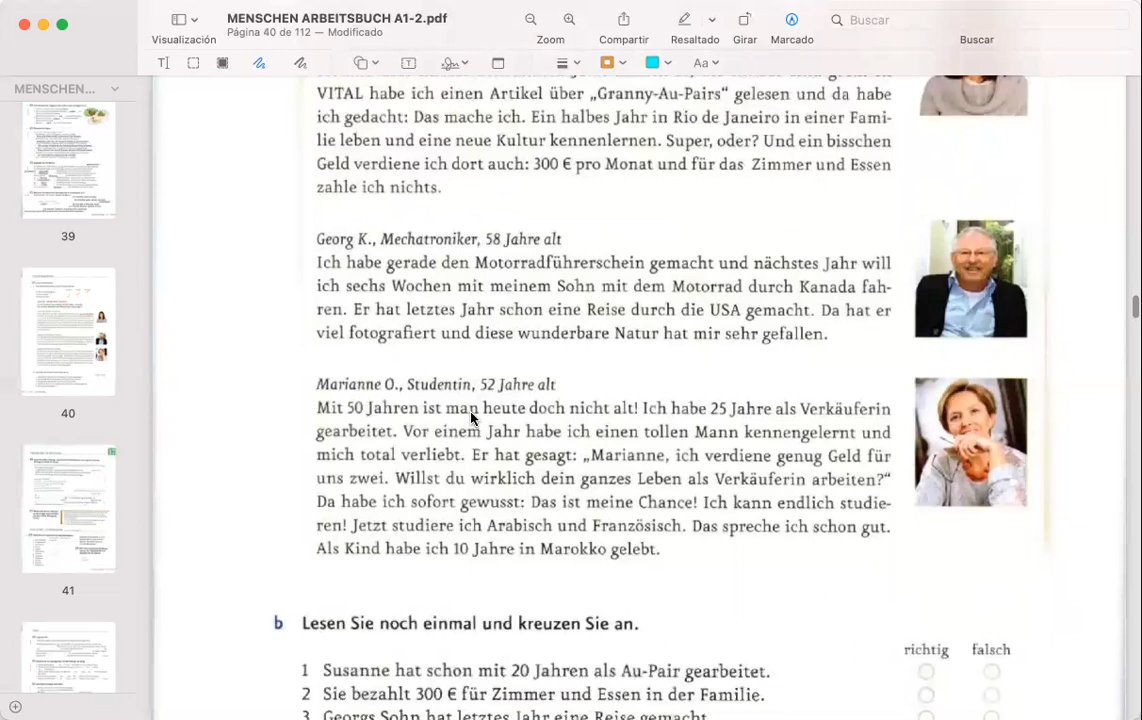 MENSCHEN ARBEITSBUCH A1-2.pdf
Página 40 de 112 — Modificado
Visualización
Zoom
Compartir
Resaltado
Girar
Marcado
Buscar
Buscar
Aa
MENSCHEN...
39
40
41
VITAL habe ich einen Artikel über „Granny-Au-Pairs“ gelesen und da habe
ich gedacht: Das mache ich. Ein halbes Jahr in Rio de Janeiro in einer Fami-
lie leben und eine neue Kultur kennenlernen. Super, oder? Und ein bisschen
Geld verdiene ich dort auch: 300 € pro Monat und für das Zimmer und Essen
zahle ich nichts.
Georg K., Mechatroniker, 58 Jahre alt
Ich habe gerade den Motorradführerschein gemacht und nächstes Jahr will
ich sechs Wochen mit meinem Sohn mit dem Motorrad durch Kanada fah-
ren. Er hat letztes Jahr schon eine Reise durch die USA gemacht. Da hat er
viel fotografiert und diese wunderbare Natur hat mir sehr gefallen.
Marianne O., Studentin, 52 Jahre alt
Mit 50 Jahren ist man heute doch nicht alt! Ich habe 25 Jahre als Verkäuferin
gearbeitet. Vor einem Jahr habe ich einen tollen Mann kennengelernt und
mich total verliebt. Er hat gesagt: „Marianne, ich verdiene genug Geld für
uns zwei. Willst du wirklich dein ganzes Leben als Verkäuferin arbeiten?“
Da habe ich sofort gewusst: Das ist meine Chance! Ich kann endlich studie-
ren! Jetzt studiere ich Arabisch und Französisch. Das spreche ich schon gut.
Als Kind habe ich 10 Jahre in Marokko gelebt.
b Lesen Sie noch einmal und kreuzen Sie an.
richtig falsch
1 Susanne hat schon mit 20 Jahren als Au-Pair gearbeitet.
2 Sie bezahlt 300 € für Zimmer und Essen in der Familie.
3 Georgs Sohn hat letztes Jahr eine Reise gemacht.